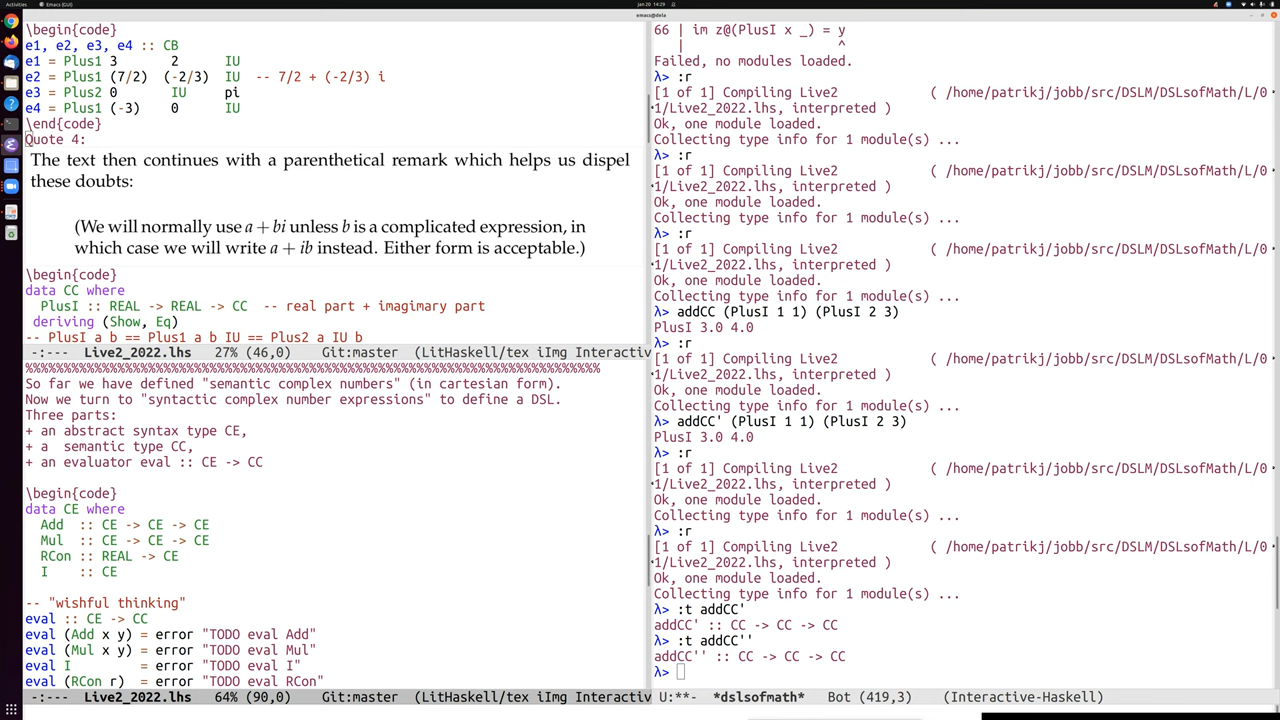 Activities
Emacs (GUI)
Jan 20 14:29
emacs@dela
\begin{code}
e1, e2, e3, e4 :: CB
e1 = Plus1 3 2 IU
e2 = Plus1 (7/2) (-2/3) IU -- 7/2 + (-2/3) i
e3 = Plus2 0 IU pi
e4 = Plus1 (-3) 0 IU
\end{code}
Quote 4:
The text then continues with a parenthetical remark which helps us dispel
these doubts:
(We will normally use a + bi unless b is a complicated expression, in
which case we will write a + ib instead. Either form is acceptable.)
\begin{code}
data CC where
PlusI :: REAL -> REAL -> CC -- real part + imagimary part
deriving (Show, Eq)
-- PlusI a b == Plus1 a b IU == Plus2 a IU b
-:--- Live2_2022.lhs 27% (46,0) Git:master (LitHaskell/tex iImg Interactiv
%%%%%%%%%%%%%%%%%%%%%%%%%%%%%%%%%%%%%%%%%%%%%%%%%%%%%%%%%%%%%%%%%%%%%%%%
So far we have defined "semantic complex numbers" (in cartesian form).
Now we turn to "syntactic complex number expressions" to define a DSL.
Three parts:
+ an abstract syntax type CE,
+ a semantic type CC,
+ an evaluator eval :: CE -> CC
\begin{code}
data CE where
Add :: CE -> CE -> CE
Mul :: CE -> CE -> CE
RCon :: REAL -> CE
I :: CE
-- "wishful thinking"
eval :: CE -> CC
eval (Add x y) = error "TODO eval Add"
eval (Mul x y) = error "TODO eval Mul"
eval I = error "TODO eval I"
eval (RCon r) = error "TODO eval RCon"
-:--- Live2_2022.lhs 64% (90,0) Git:master (LitHaskell/tex iImg Interactiv
66 | im z@(PlusI x _) = y
| ^
Failed, no modules loaded.
λ> :r
[1 of 1] Compiling Live2 ( /home/patrikj/jobb/src/DSLM/DSLsofMath/L/0
1/Live2_2022.lhs, interpreted )
Ok, one module loaded.
Collecting type info for 1 module(s) ...
λ> :r
[1 of 1] Compiling Live2 ( /home/patrikj/jobb/src/DSLM/DSLsofMath/L/0
1/Live2_2022.lhs, interpreted )
Ok, one module loaded.
Collecting type info for 1 module(s) ...
λ> :r
[1 of 1] Compiling Live2 ( /home/patrikj/jobb/src/DSLM/DSLsofMath/L/0
1/Live2_2022.lhs, interpreted )
Ok, one module loaded.
Collecting type info for 1 module(s) ...
λ> addCC (PlusI 1 1) (PlusI 2 3)
PlusI 3.0 4.0
λ> :r
[1 of 1] Compiling Live2 ( /home/patrikj/jobb/src/DSLM/DSLsofMath/L/0
1/Live2_2022.lhs, interpreted )
Ok, one module loaded.
Collecting type info for 1 module(s) ...
λ> addCC' (PlusI 1 1) (PlusI 2 3)
PlusI 3.0 4.0
λ> :r
[1 of 1] Compiling Live2 ( /home/patrikj/jobb/src/DSLM/DSLsofMath/L/0
1/Live2_2022.lhs, interpreted )
Ok, one module loaded.
Collecting type info for 1 module(s) ...
λ> :r
[1 of 1] Compiling Live2 ( /home/patrikj/jobb/src/DSLM/DSLsofMath/L/0
1/Live2_2022.lhs, interpreted )
Ok, one module loaded.
Collecting type info for 1 module(s) ...
λ> :t addCC'
addCC' :: CC -> CC -> CC
λ> :t addCC''
addCC'' :: CC -> CC -> CC
λ>
U:**- *dslsofmath* Bot (419,3) (Interactive-Haskell)